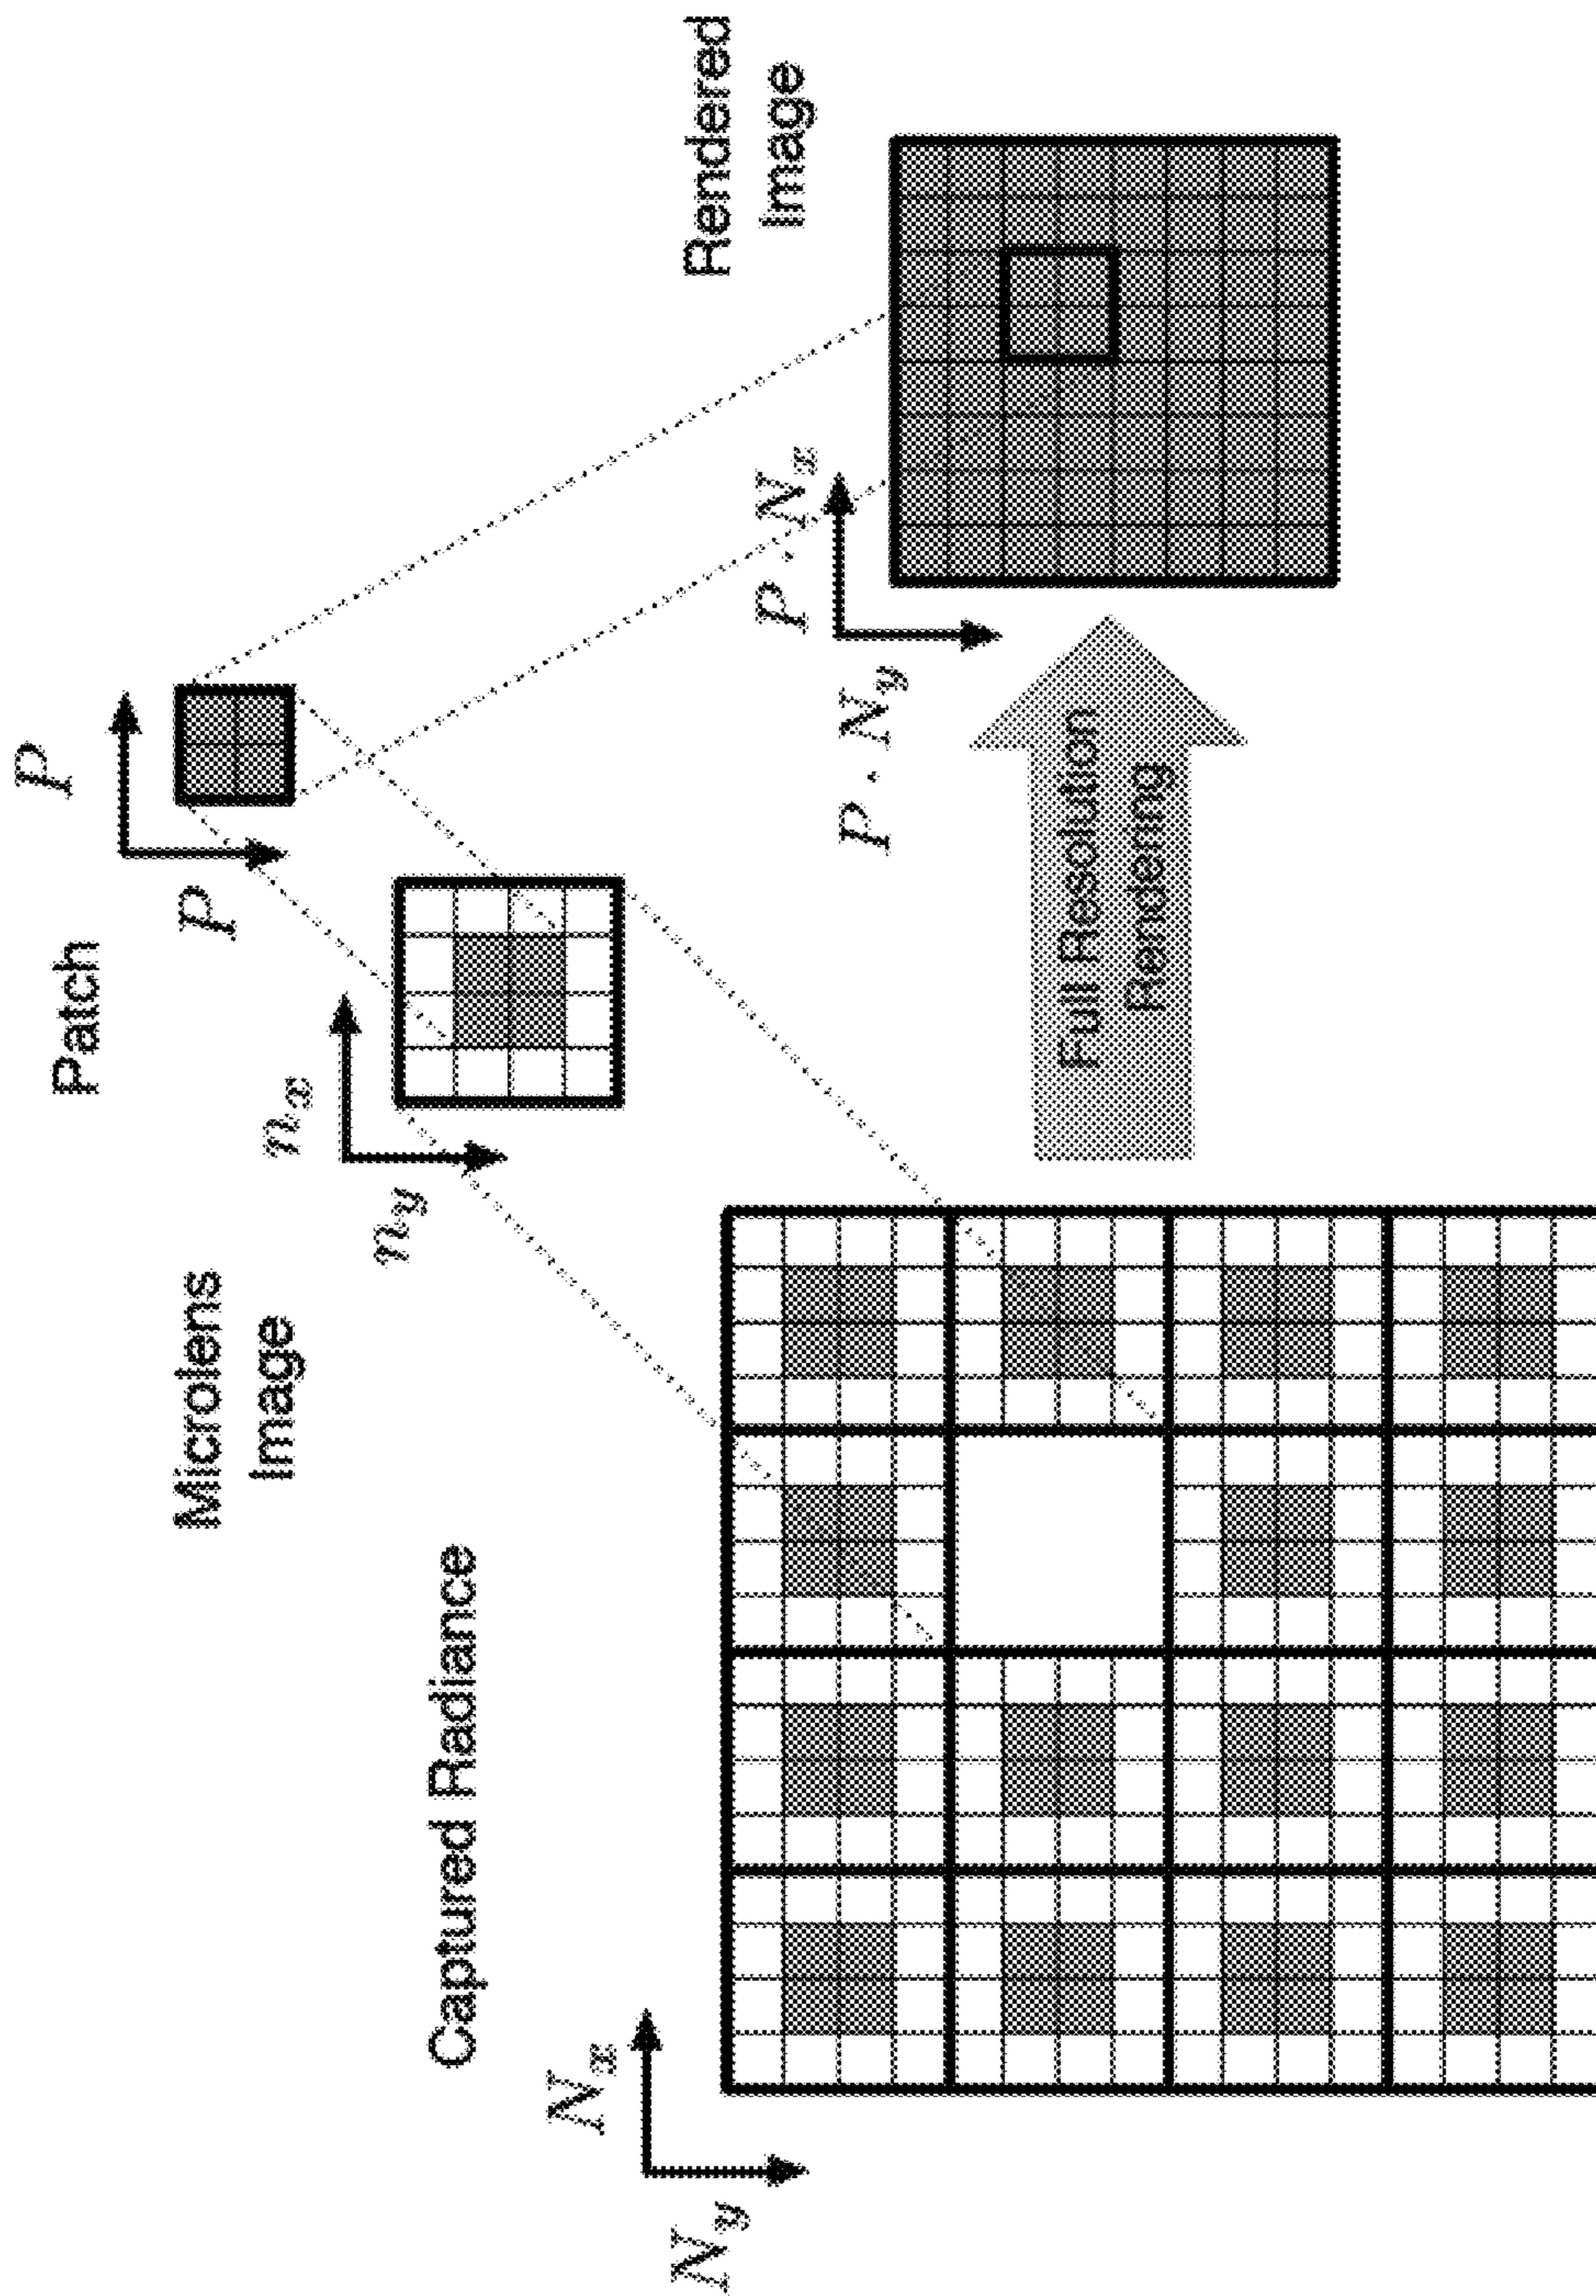 Captured Radiance
N_x
N_y
Microlens
Image
n_x
n_y
Patch
P
P
Full Resolution
Rendering
Rendered
Image
P · N_x
P · N_y